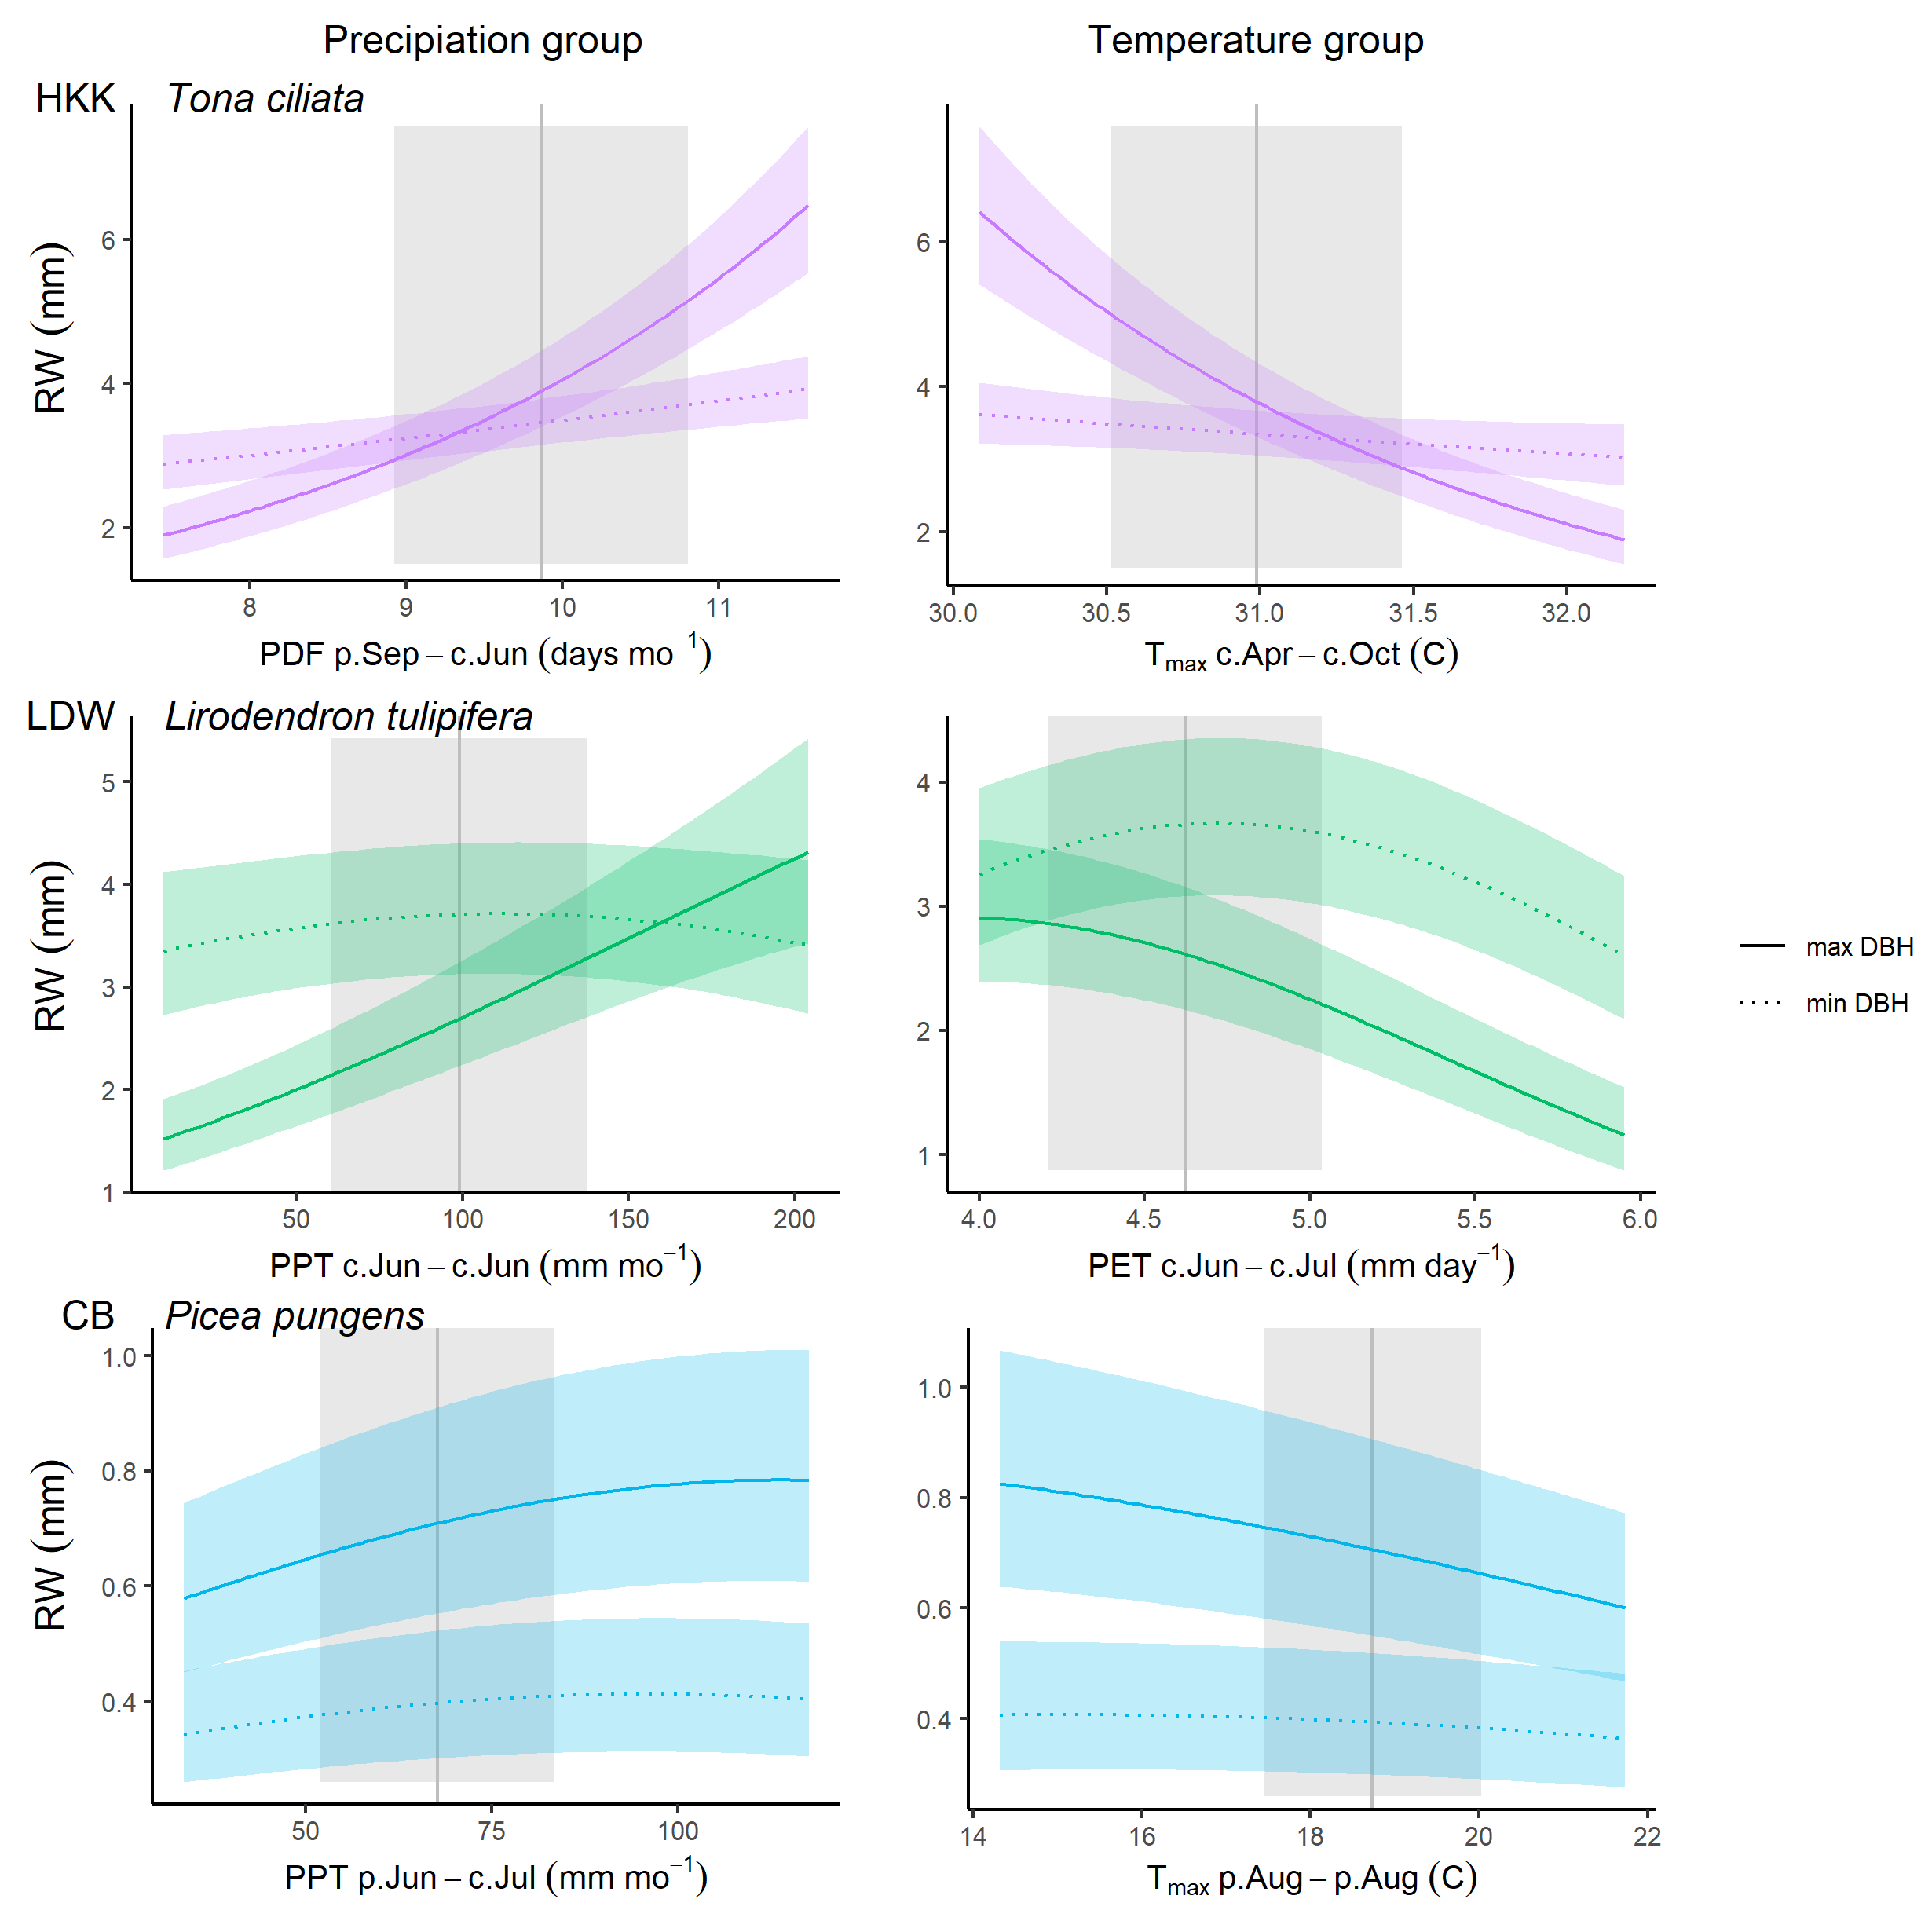 Precipiation group
Temperature group
HKK
Tona ciliata
RW (mm)
6
4
2
8 9 10 11
PDF p.Sep – c.Jun (days mo⁻¹)
6
4
2
30.0 30.5 31.0 31.5 32.0
Tmax c.Apr – c.Oct (C)
LDW
Lirodendron tulipifera
RW (mm)
5
4
3
2
1
50 100 150 200
PPT c.Jun – c.Jun (mm mo⁻¹)
4
3
2
1
4.0 4.5 5.0 5.5 6.0
PET c.Jun – c.Jul (mm day⁻¹)
max DBH
min DBH
CB
Picea pungens
RW (mm)
1.0
0.8
0.6
0.4
50 75 100
PPT p.Jun – c.Jul (mm mo⁻¹)
1.0
0.8
0.6
0.4
14 16 18 20 22
Tmax p.Aug – p.Aug (C)